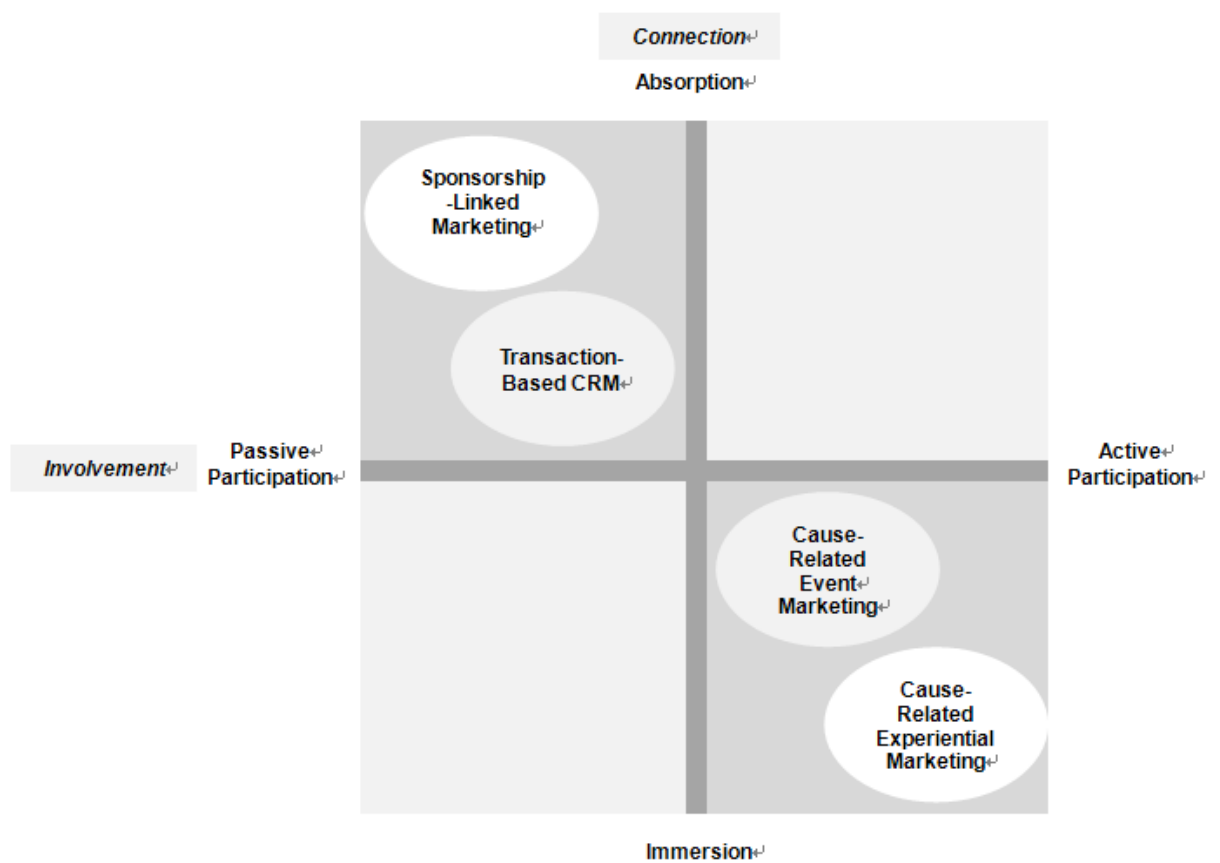 Connection↵
Absorption↵
Sponsorship
-Linked
Marketing↵
Transaction-
Based CRM↵
Involvement↵
Passive↵
Participation↵
Active↵
Participation↵
Cause-
Related
Event↵
Marketing↵
Cause-
Related
Experiential
Marketing↵
Immersion↵